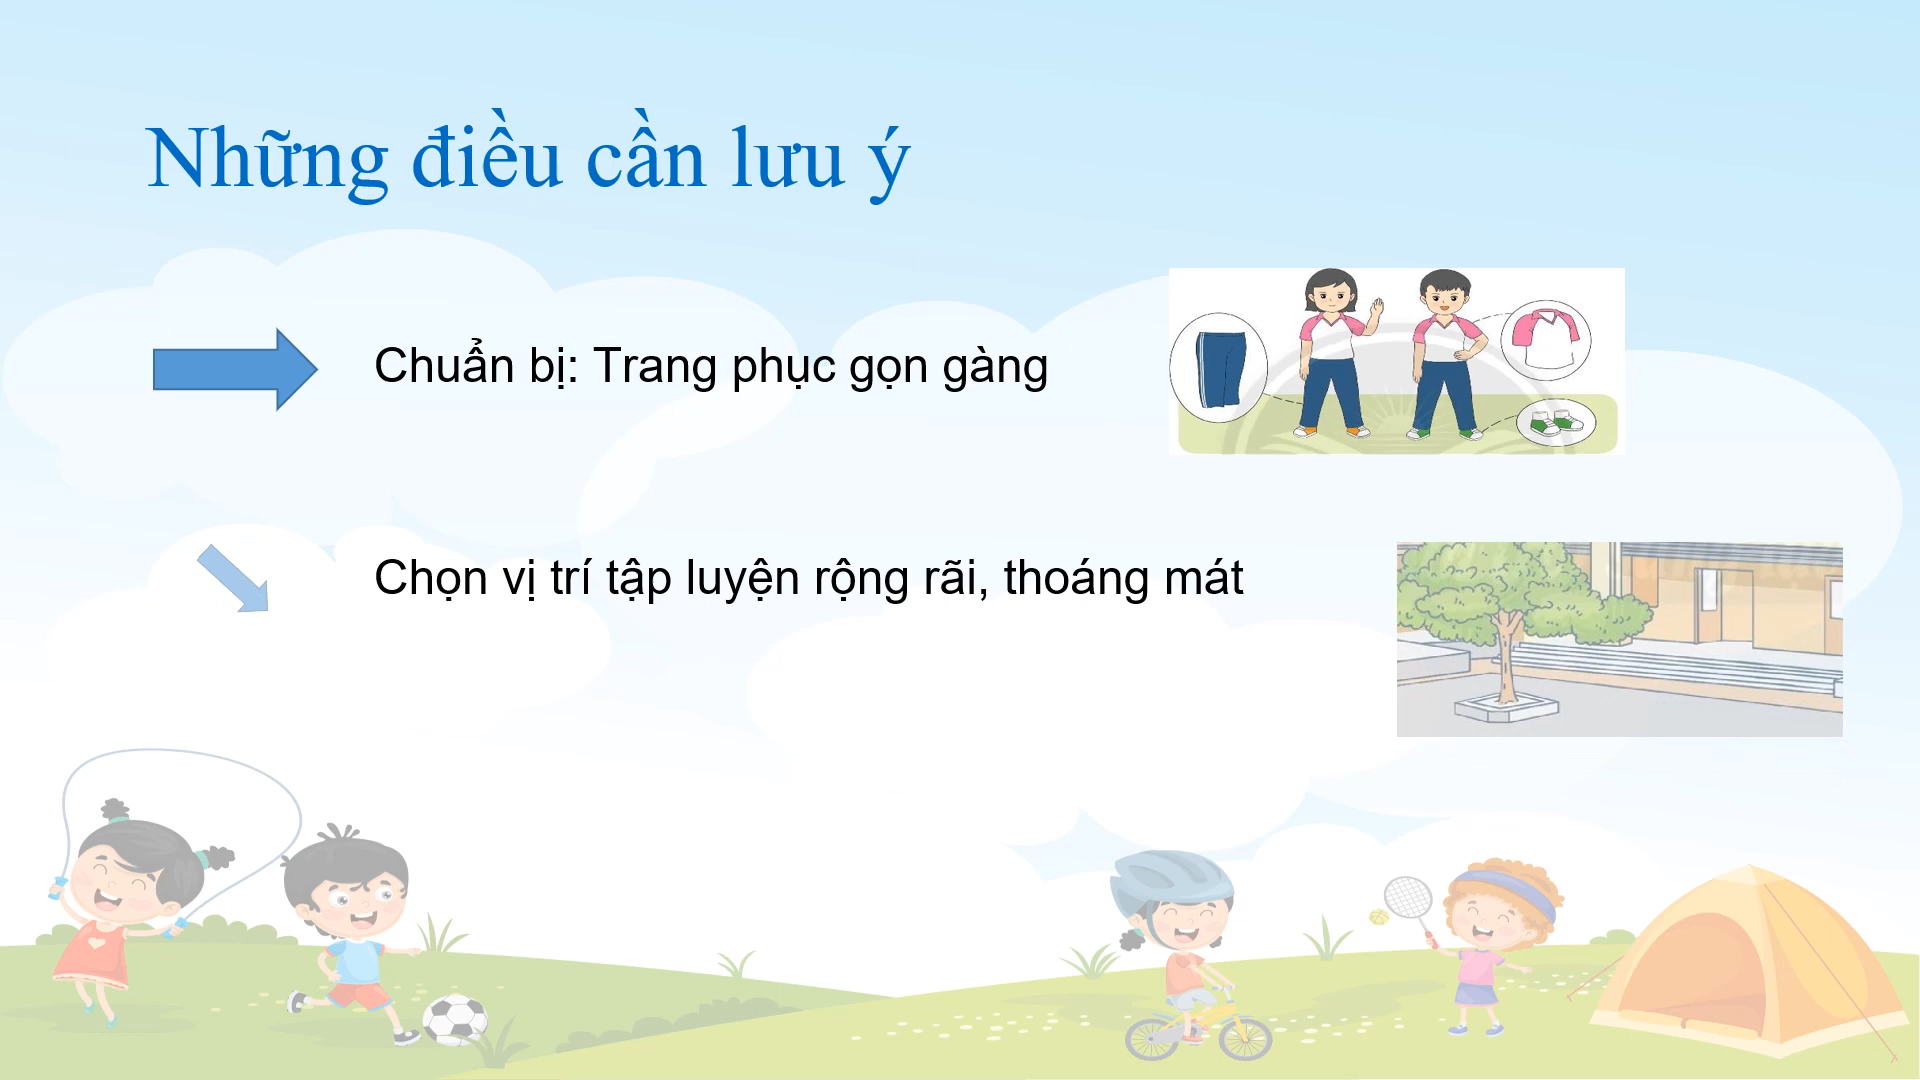 Những điều cần lưu ý
Chuẩn bị: Trang phục gọn gàng
Chọn vị trí tập luyện rộng rãi, thoáng mát